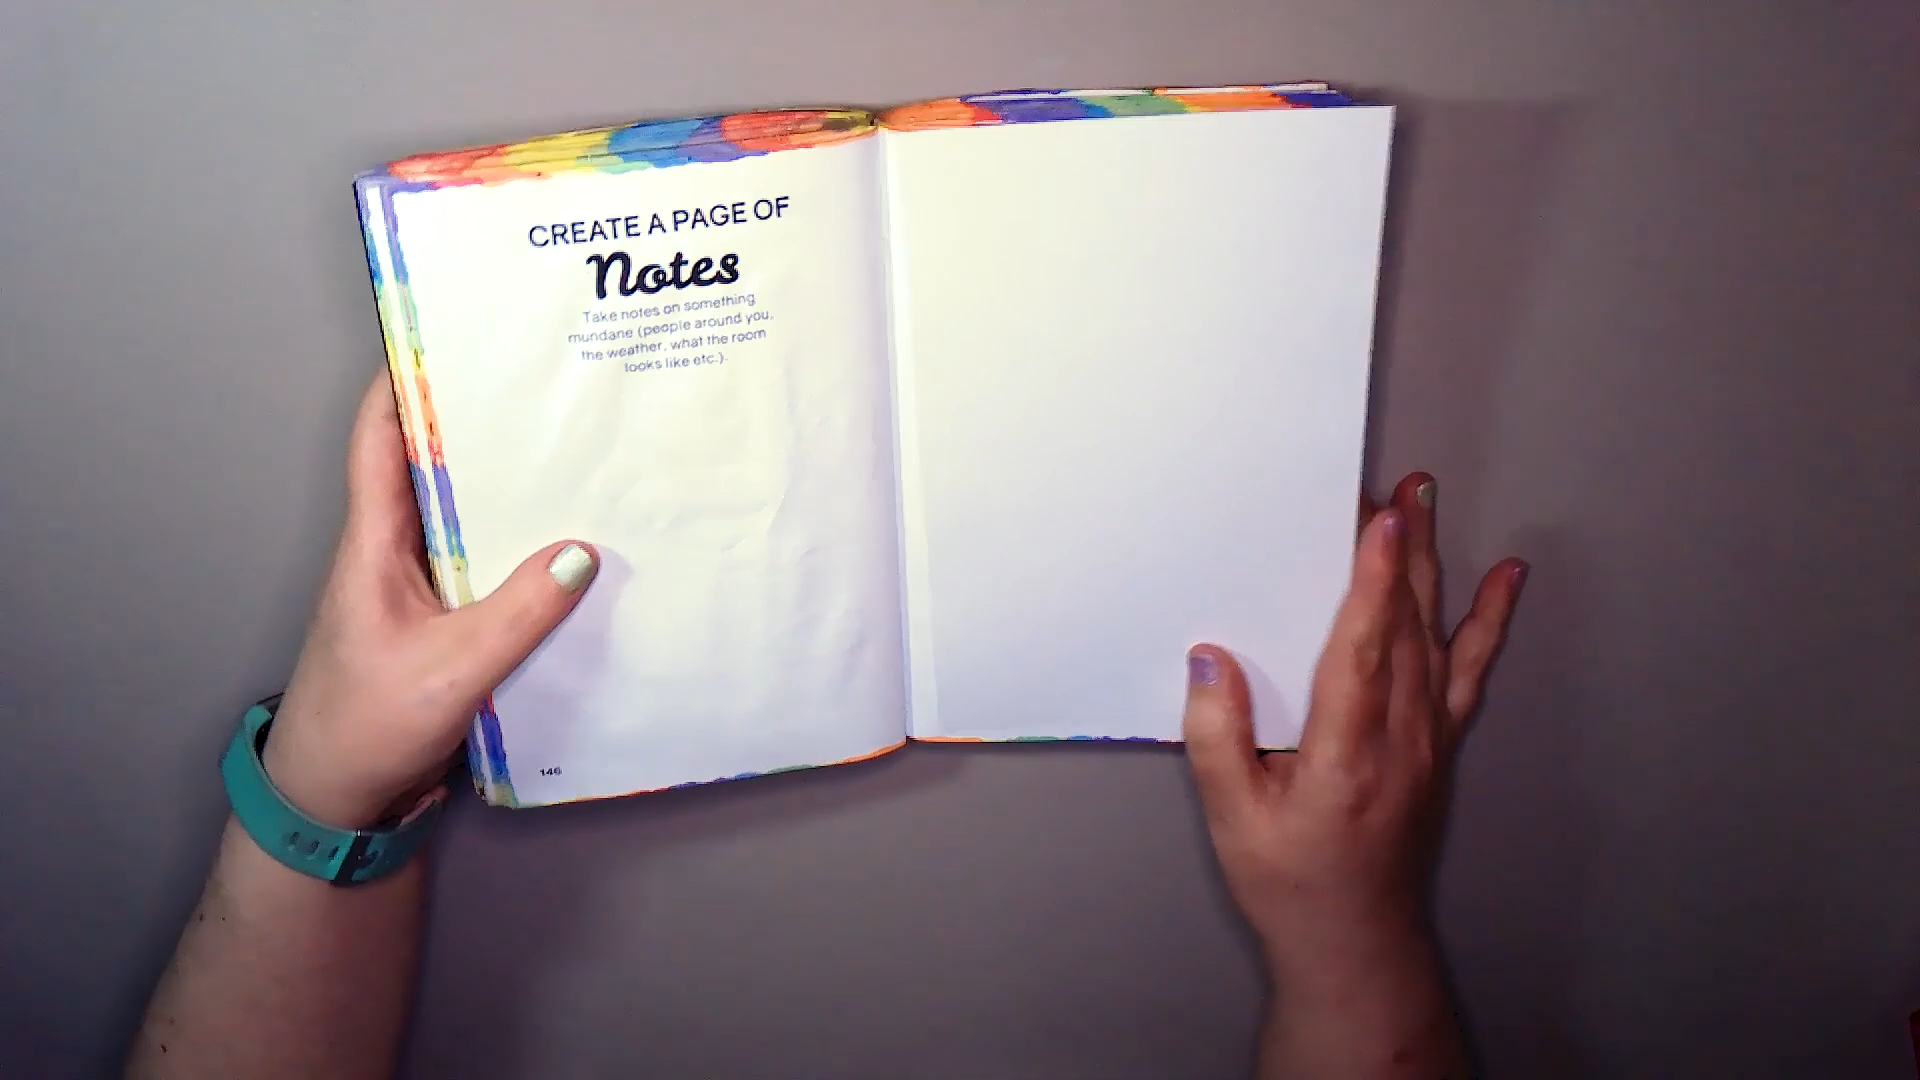 CREATE A PAGE OF
Notes
Take notes on something
mundane (people around you,
the weather, what the room
looks like etc.).
146